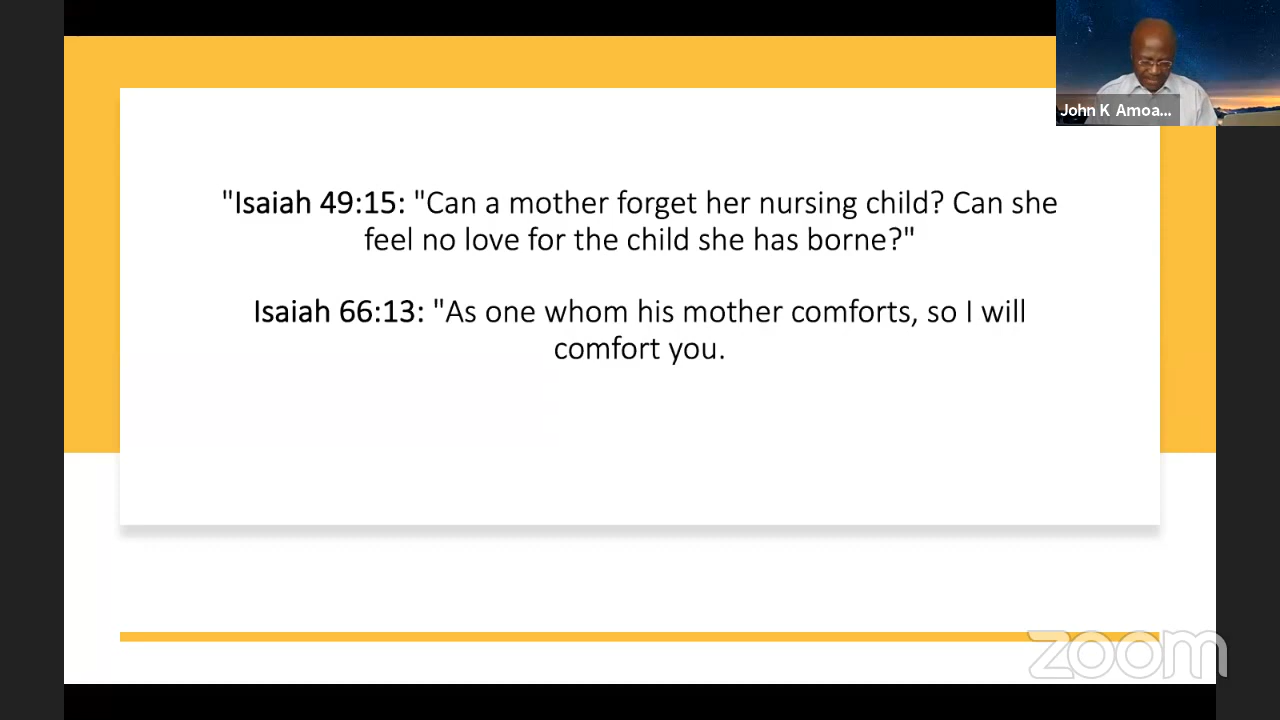 John K Amoa...
"Isaiah 49:15: "Can a mother forget her nursing child? Can she
feel no love for the child she has borne?"
Isaiah 66:13: "As one whom his mother comforts, so I will
comfort you.
zoom